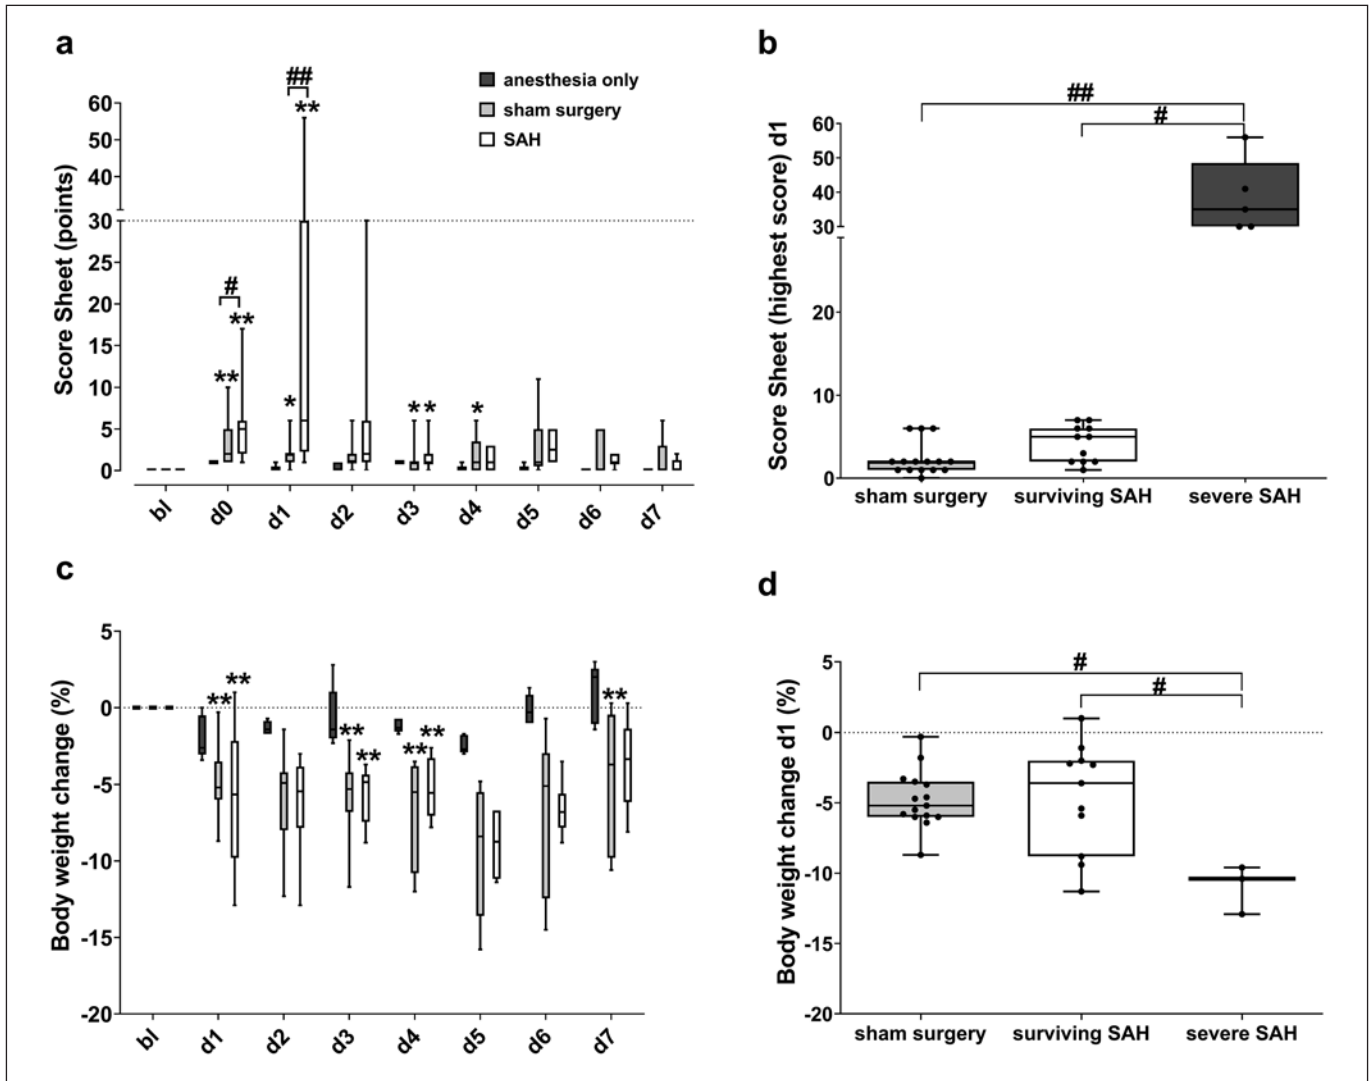 a
##
**
anesthesia only
sham surgery
SAH
Score Sheet (points)
60
50
40
30
25
20
15
10
5
0
#
**
**
*
*
*
*
bl
d0
d1
d2
d3
d4
d5
d6
d7
b
##
#
Score Sheet (highest score) d1
60
50
40
30
20
10
0
sham surgery
surviving SAH
severe SAH
c
Body weight change (%)
5
0
-5
-10
-15
-20
**
**
**
**
**
**
**
bl
d1
d2
d3
d4
d5
d6
d7
d
#
#
Body weight change d1 (%)
5
0
-5
-10
-15
-20
sham surgery
surviving SAH
severe SAH